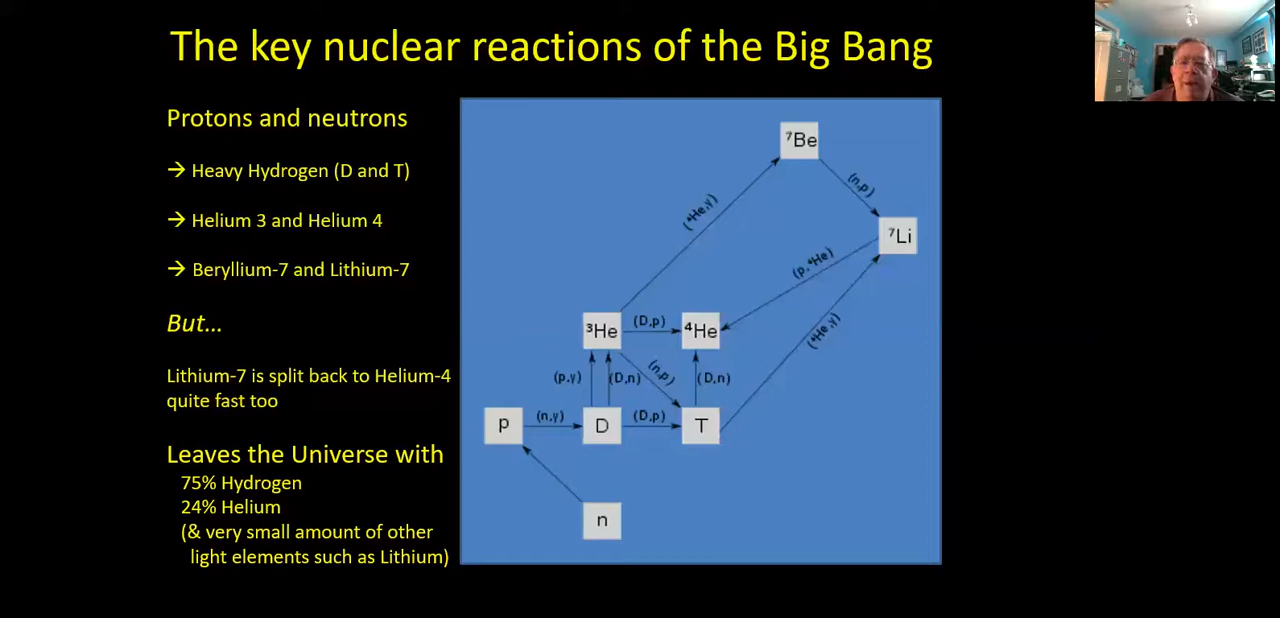 The key nuclear reactions of the Big Bang
Protons and neutrons
→ Heavy Hydrogen (D and T)
→ Helium 3 and Helium 4
→ Beryllium-7 and Lithium-7
But...
Lithium-7 is split back to Helium-4
quite fast too
Leaves the Universe with
75% Hydrogen
24% Helium
(& very small amount of other
light elements such as Lithium)
⁷Be
(n,p)
(⁴He,γ)
⁷Li
(p,⁴He)
³He
(D,p)
⁴He
(⁴He,γ)
(p,γ)
(D,n)
(n,p)
(D,n)
p
(n,γ)
D
(D,p)
T
n